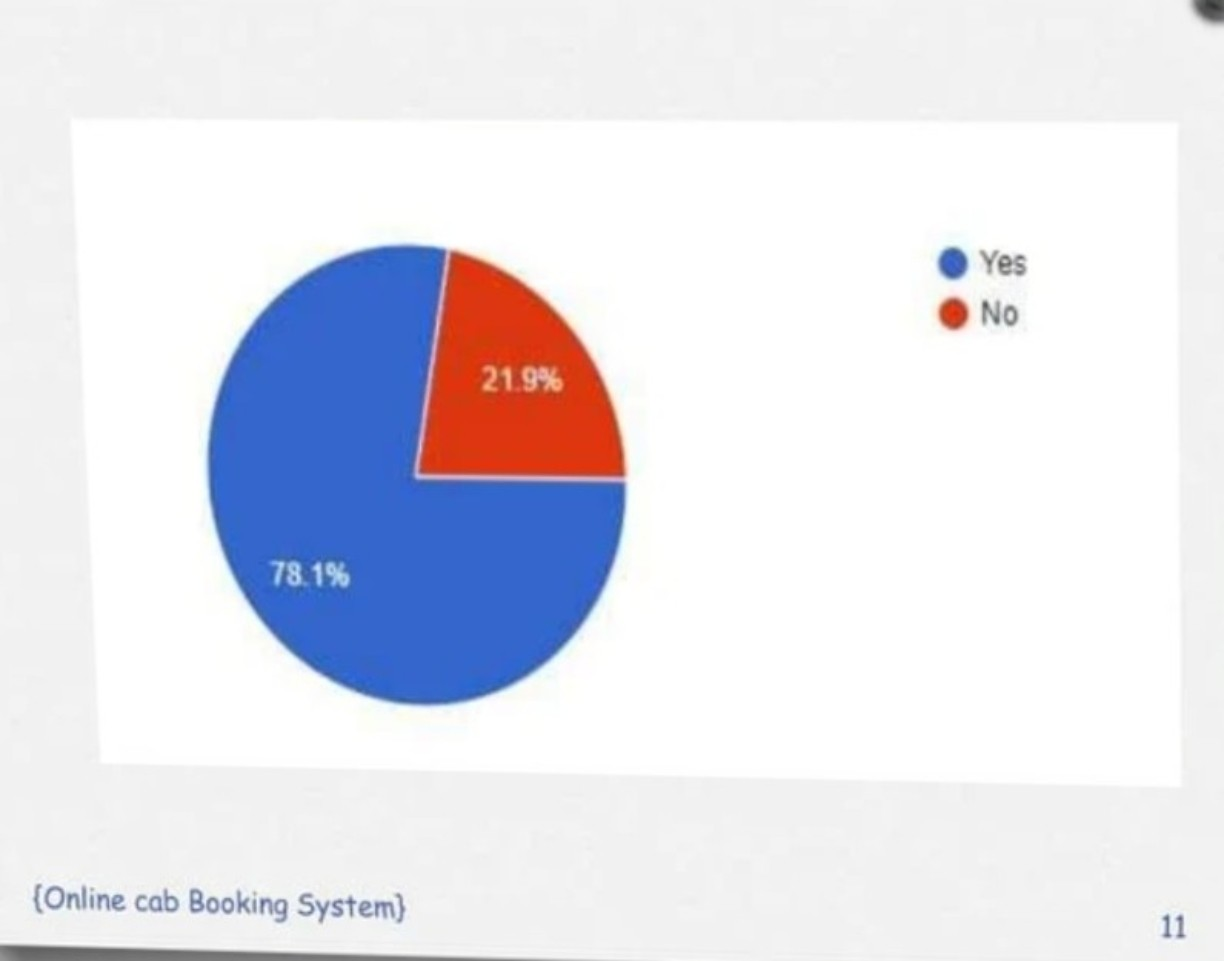 Yes
No
21.9%
78.1%
{Online cab Booking System}
11